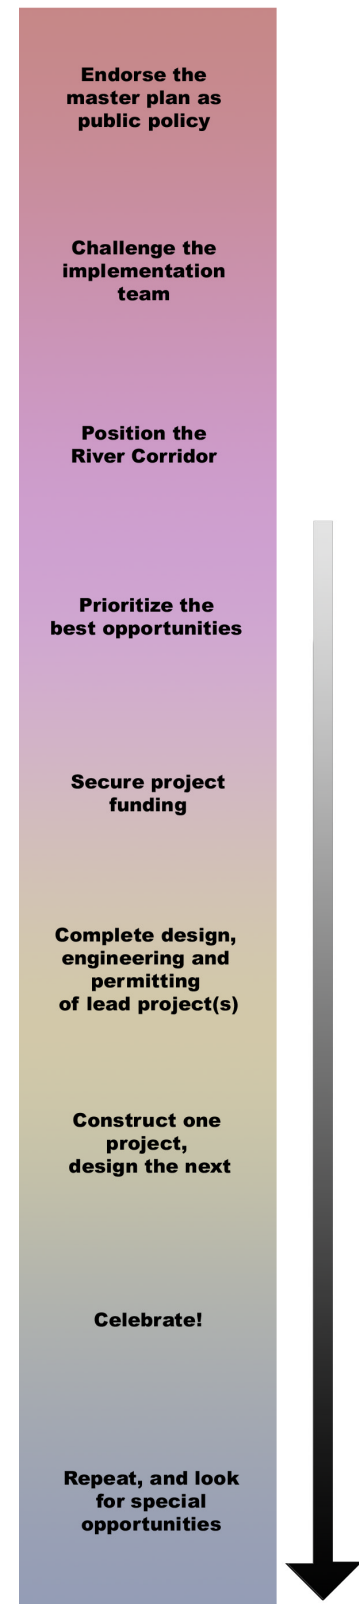 Endorse the
master plan as
public policy
Challenge the
implementation
team
Position the
River Corridor
Prioritize the
best opportunities
Secure project
funding
Complete design,
engineering and
permitting
of lead project(s)
Construct one
project,
design the next
Celebrate!
Repeat, and look
for special
opportunities